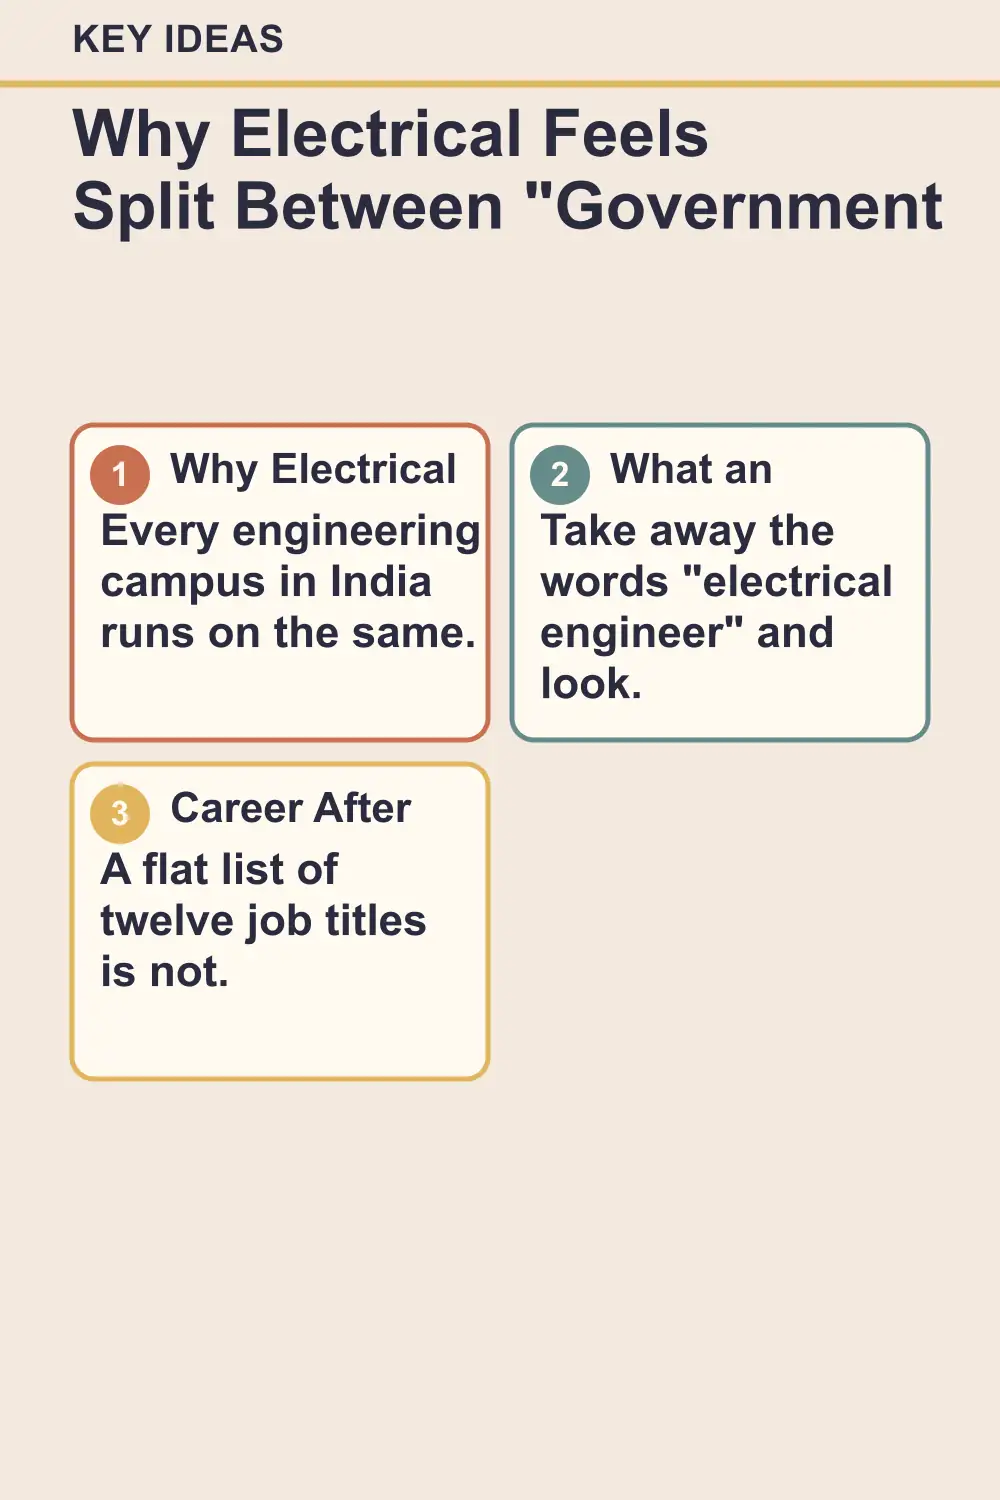 KEY IDEAS
Why Electrical Feels
Split Between "Government
1 Why Electrical
Every engineering
campus in India
runs on the same.
2 What an
Take away the
words "electrical
engineer" and
look.
3 Career After
A flat list of
twelve job titles
is not.